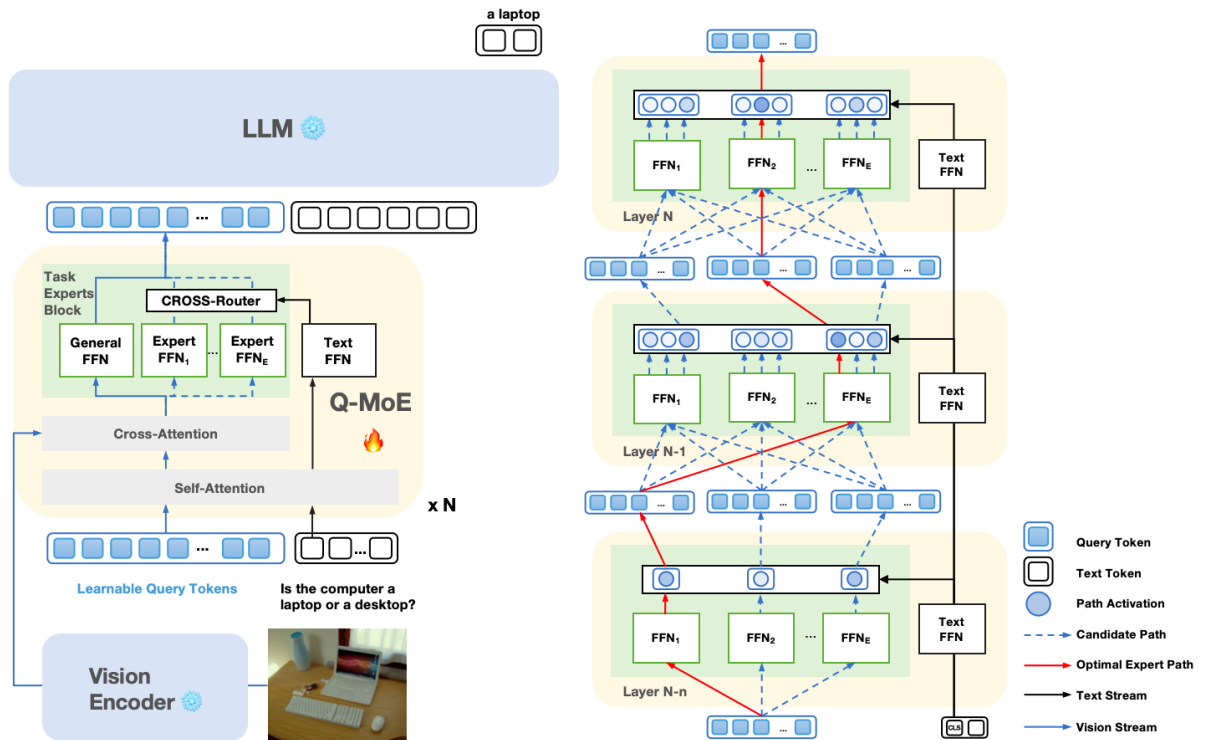 a laptop
LLM
...
Task
Experts
Block
CROSS-Router
General
FFN
Expert
FFN1
...
Expert
FFNE
Text
FFN
Q-MoE
Cross-Attention
Self-Attention
x N
...
...
Learnable Query Tokens
Is the computer a
laptop or a desktop?
Vision
Encoder
...
FFN1
FFN2
...
FFNE
Text
FFN
Layer N
...
...
...
FFN1
FFN2
...
FFNE
Text
FFN
Layer N-1
...
...
...
FFN1
FFN2
...
FFNE
Text
FFN
Layer N-n
...
CLS
Query Token
Text Token
Path Activation
Candidate Path
Optimal Expert Path
Text Stream
Vision Stream